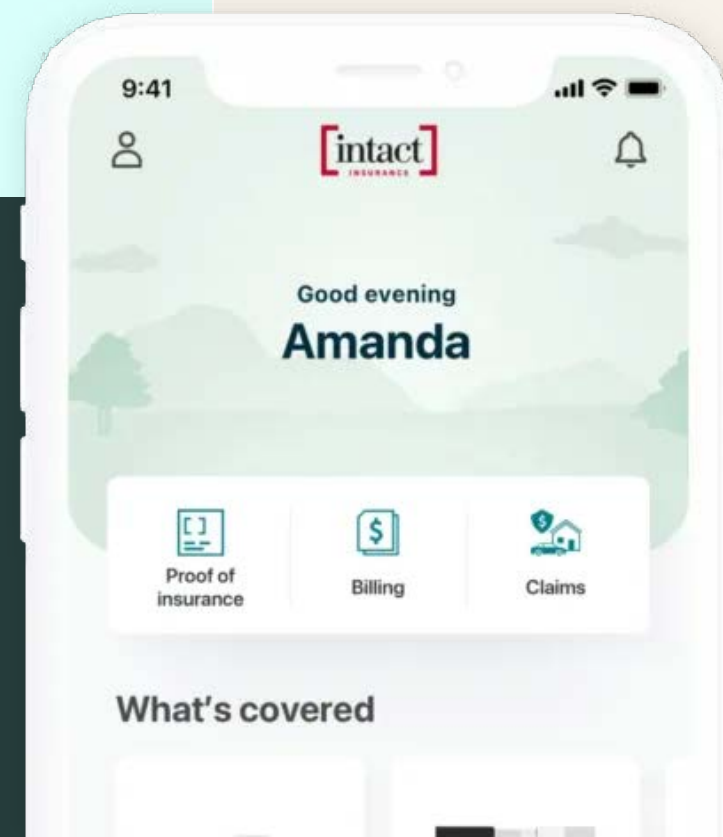 9:41
[intact]
INSURANCE
Good evening
Amanda
$
$
Proof of
insurance
Billing
Claims
What's covered